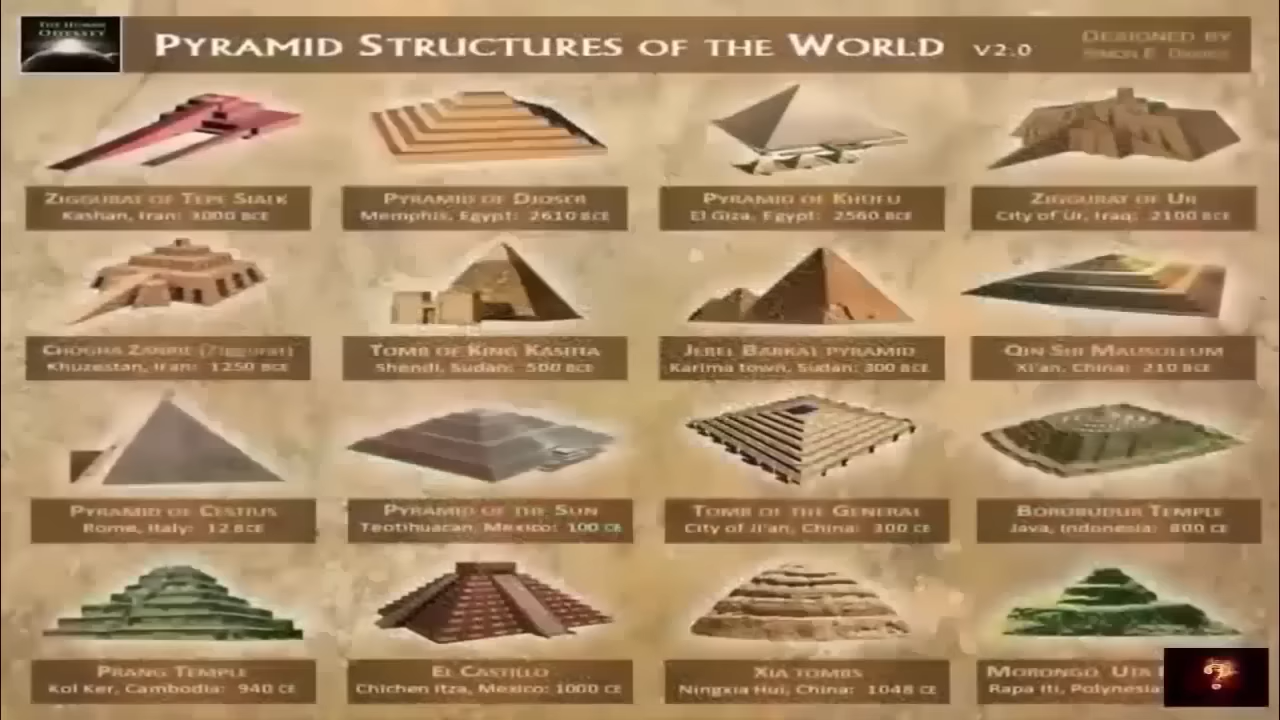 THE HUMAN
ODYSSEY
PYRAMID STRUCTURES OF THE WORLD V2.0
DESIGNED BY
SIMON E.
ZIGGURAT OF TEPE SIALK
Kashan, Iran: 3000 BCE
PYRAMID OF DJOSER
Memphis, Egypt: 2610 BCE
PYRAMID OF KHUFU
El Giza, Egypt: 2560 BCE
ZIGGURAT OF UR
City of Ur, Iraq: 2100 BCE
CHOGHA ZANBIL (Ziggurat)
Khuzestan, Iran: 1250 BCE
TOMB OF KING KASHTA
Shendi, Sudan: 500 BCE
JEBEL BARKAL PYRAMID
Karima town, Sudan: 300 BCE
QIN SHI MAUSOLEUM
Xi'an, China: 210 BCE
PYRAMID OF CESTIUS
Rome, Italy: 12 BCE
PYRAMID OF THE SUN
Teotihuacan, Mexico: 100 CE
TOMB OF THE GENERAL
City of Ji'an, China: 300 CE
BOROBUDUR TEMPLE
Java, Indonesia: 800 CE
PRANG TEMPLE
Kol Ker, Cambodia: 940 CE
EL CASTILLO
Chichen Itza, Mexico: 1000 CE
XIA TOMBS
Ningxia Hui, China: 1048 CE
MORONGO UTA
Rapa Iti, Polynesia:
?